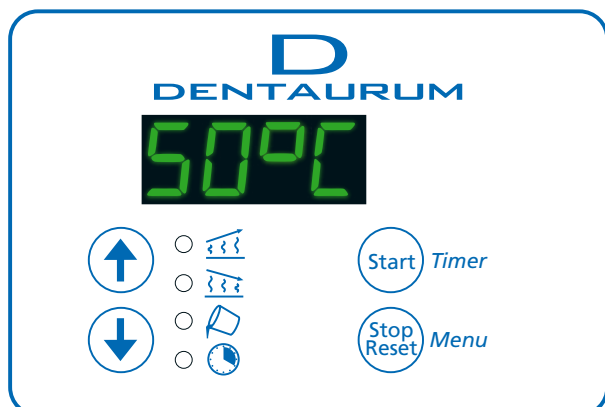 D
DENTAURUM
50°C
Start Timer
Stop
Reset Menu